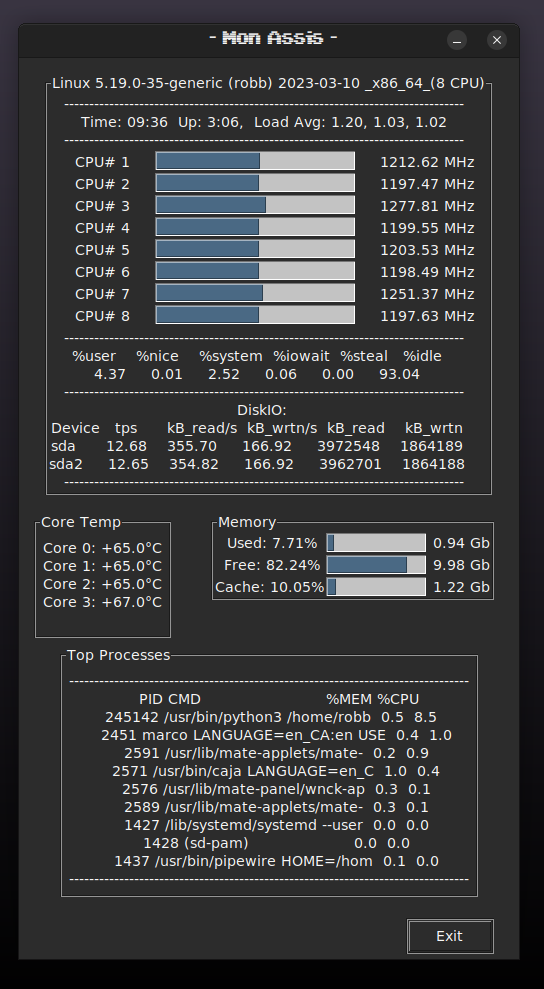 - Mon Assis -
Linux 5.19.0-35-generic (robb) 2023-03-10 _x86_64_(8 CPU)
--------------------------------------------------------------------------------
Time: 09:36 Up: 3:06, Load Avg: 1.20, 1.03, 1.02
--------------------------------------------------------------------------------
CPU# 1 1212.62 MHz
CPU# 2 1197.47 MHz
CPU# 3 1277.81 MHz
CPU# 4 1199.55 MHz
CPU# 5 1203.53 MHz
CPU# 6 1198.49 MHz
CPU# 7 1251.37 MHz
CPU# 8 1197.63 MHz
--------------------------------------------------------------------------------
%user %nice %system %iowait %steal %idle
4.37 0.01 2.52 0.06 0.00 93.04
--------------------------------------------------------------------------------
DiskIO:
Device tps kB_read/s kB_wrtn/s kB_read kB_wrtn
sda 12.68 355.70 166.92 3972548 1864189
sda2 12.65 354.82 166.92 3962701 1864188
--------------------------------------------------------------------------------
Core Temp
Core 0: +65.0°C
Core 1: +65.0°C
Core 2: +65.0°C
Core 3: +67.0°C
Memory
Used: 7.71% 0.94 Gb
Free: 82.24% 9.98 Gb
Cache: 10.05% 1.22 Gb
Top Processes
--------------------------------------------------------------------------------
PID CMD %MEM %CPU
245142 /usr/bin/python3 /home/robb 0.5 8.5
2451 marco LANGUAGE=en_CA:en USE 0.4 1.0
2591 /usr/lib/mate-applets/mate- 0.2 0.9
2571 /usr/bin/caja LANGUAGE=en_C 1.0 0.4
2576 /usr/lib/mate-panel/wnck-ap 0.3 0.1
2589 /usr/lib/mate-applets/mate- 0.3 0.1
1427 /lib/systemd/systemd --user 0.0 0.0
1428 (sd-pam) 0.0 0.0
1437 /usr/bin/pipewire HOME=/hom 0.1 0.0
--------------------------------------------------------------------------------
Exit